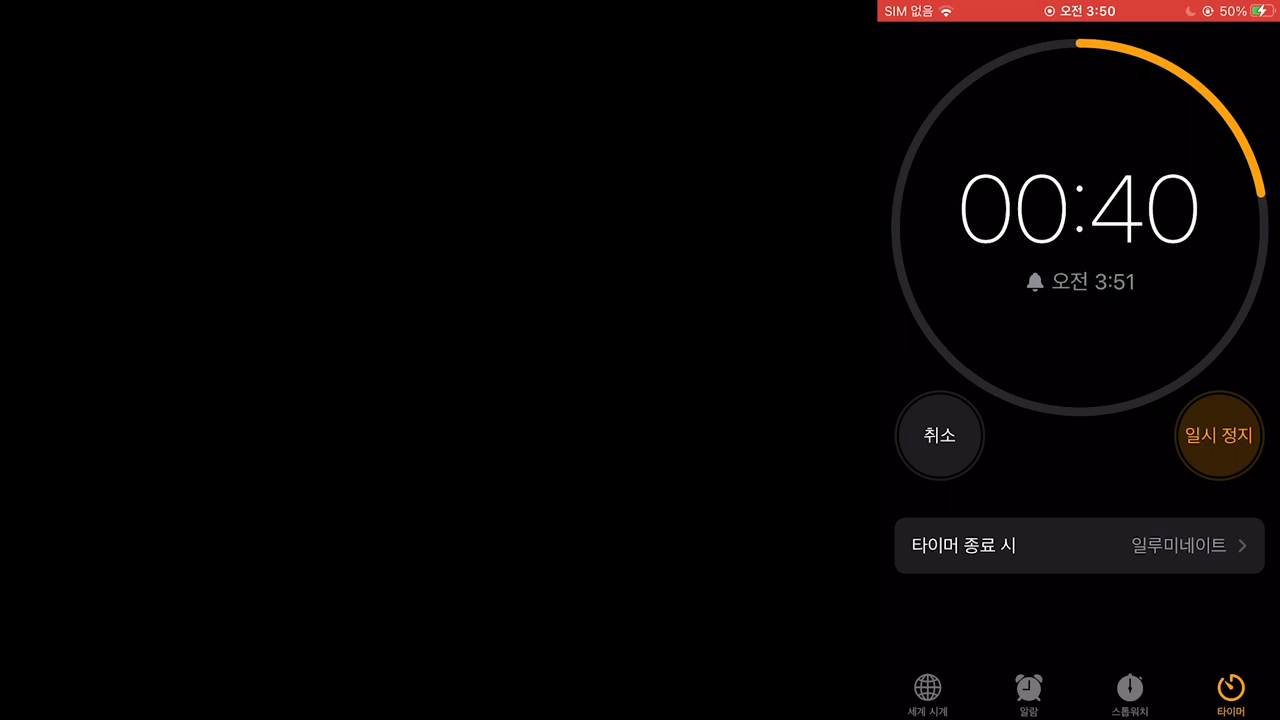 SIM 없음 오전 3:50 50%
00:40
오전 3:51
취소 일시 정지
타이머 종료 시 일루미네이트
세계 시계 알람 스톱워치 타이머